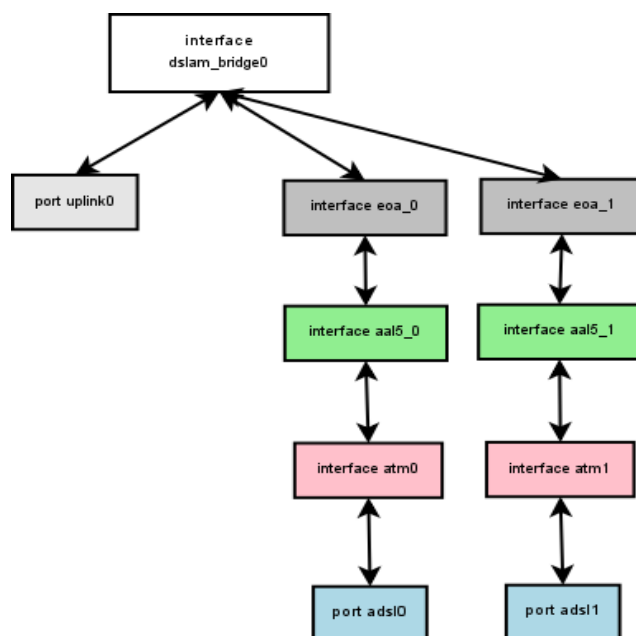 interface
dslam_bridge0
port uplink0
interface eoa_0
interface eoa_1
interface aal5_0
interface aal5_1
interface atm0
interface atm1
port adsl0
port adsl1